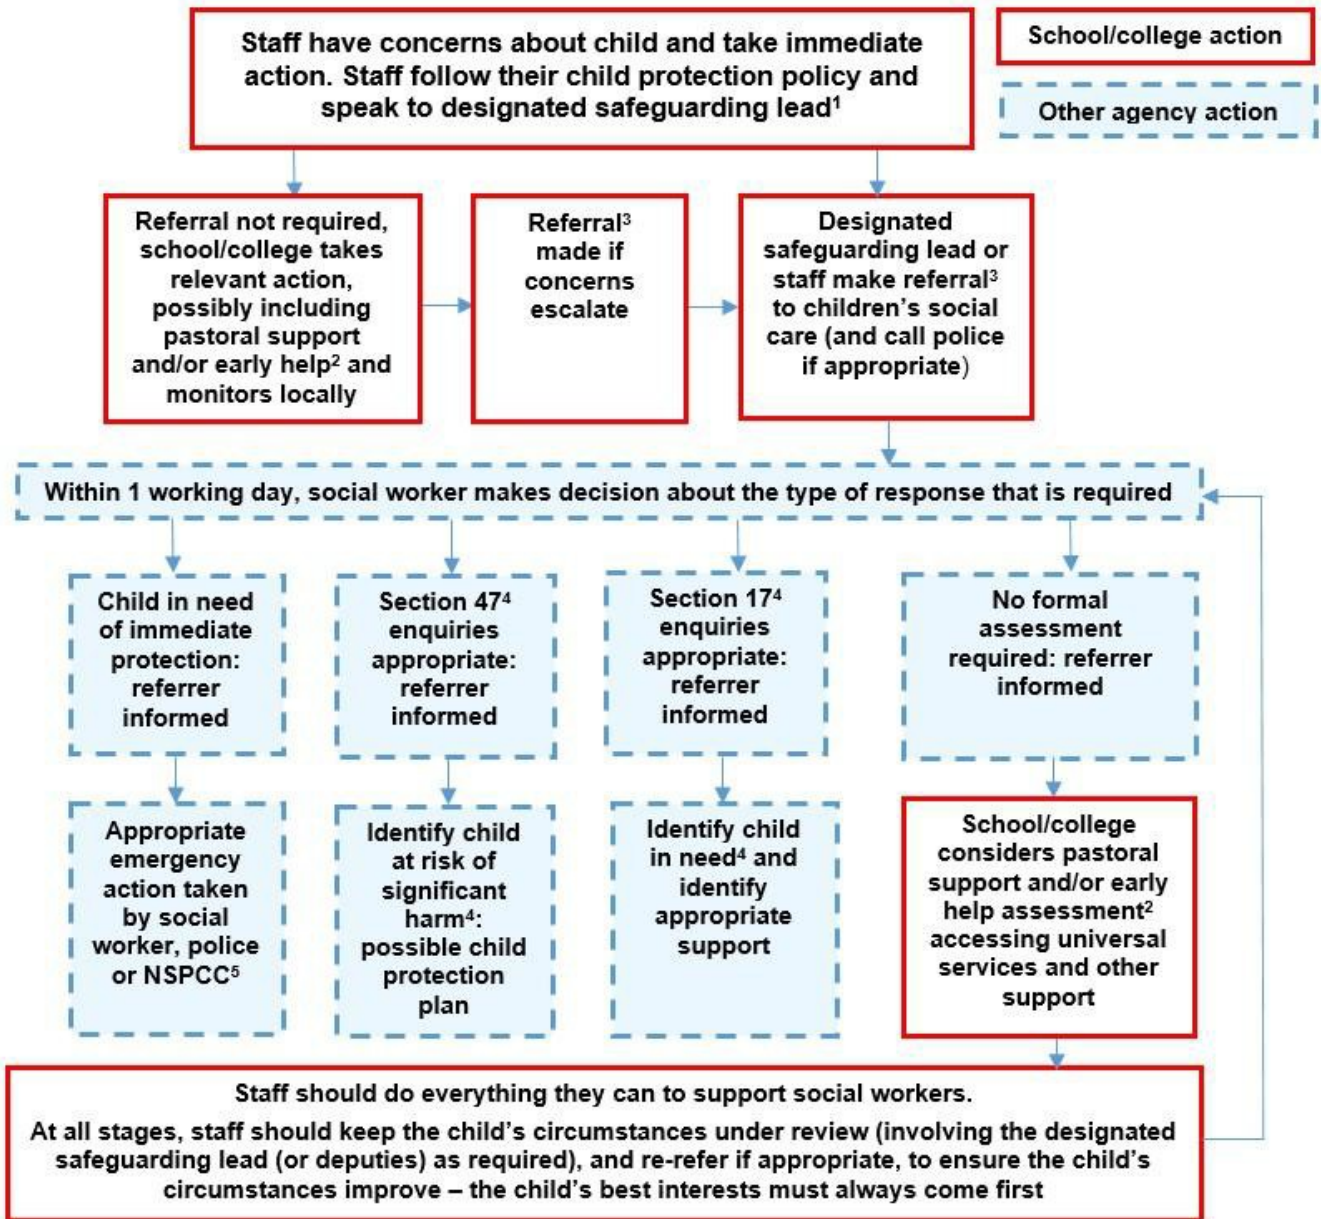 Staff have concerns about child and take immediate
action. Staff follow their child protection policy and
speak to designated safeguarding lead¹
School/college action
Other agency action
Referral not required,
school/college takes
relevant action,
possibly including
pastoral support
and/or early help² and
monitors locally
Referral³
made if
concerns
escalate
Designated
safeguarding lead or
staff make referral³
to children’s social
care (and call police
if appropriate)
Within 1 working day, social worker makes decision about the type of response that is required
Child in need
of immediate
protection:
referrer
informed
Section 47⁴
enquiries
appropriate:
referrer
informed
Section 17⁴
enquiries
appropriate:
referrer
informed
No formal
assessment
required: referrer
informed
Appropriate
emergency
action taken
by social
worker, police
or NSPCC⁵
Identify child
at risk of
significant
harm⁴:
possible child
protection
plan
Identify child
in need⁴ and
identify
appropriate
support
School/college
considers pastoral
support and/or early
help assessment²
accessing universal
services and other
support
Staff should do everything they can to support social workers.
At all stages, staff should keep the child’s circumstances under review (involving the designated
safeguarding lead (or deputies) as required), and re-refer if appropriate, to ensure the child’s
circumstances improve – the child’s best interests must always come first